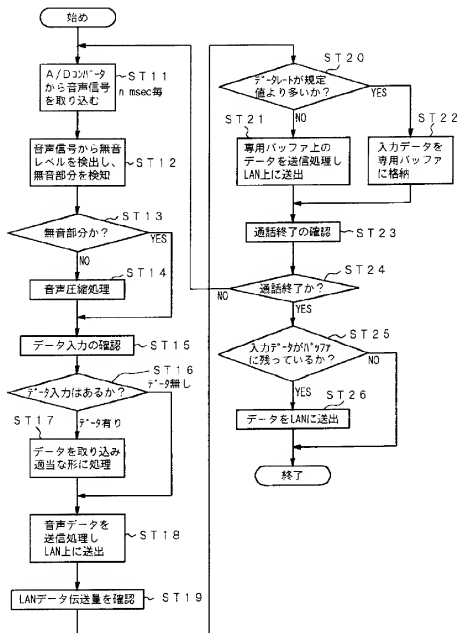 始め
A/Dコンバータ
から音声信号
を取り込む
ST11
n msec毎
音声信号から無音
レベルを検出し、
無音部分を検知
ST12
ST13
無音部分か?
YES
NO
ST14
音声圧縮処理
データ入力の確認
ST15
ST16
データ入力はあるか?
データ無し
データ有り
ST17
データを取り込み
適当な形に処理
音声データを
送信処理し
LAN上に送出
ST18
LANデータ伝送量を確認
ST19
ST20
データレートが規定
値より多いか?
YES
NO
ST21
ST22
専用バッファ上の
データを送信処理し
LAN上に送出
入力データを
専用バッファ
に格納
通話終了の確認
ST23
ST24
通話終了か?
NO
YES
ST25
入力データがバッファ
に残っているか?
NO
YES
ST26
データをLANに送出
終了